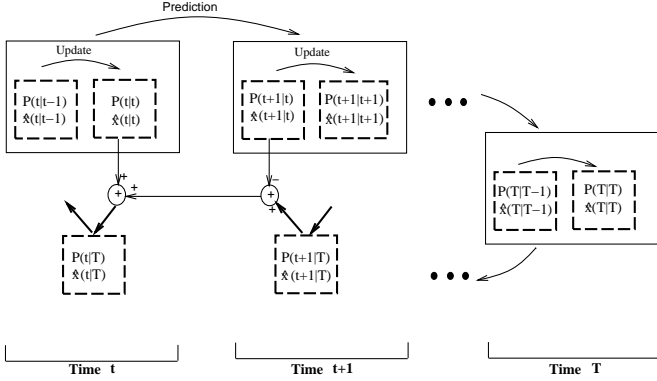 Prediction
Update
Update
P(t|t−1)
x̂(t|t−1)
P(t|t)
x̂(t|t)
P(t+1|t)
x̂(t+1|t)
P(t+1|t+1)
x̂(t+1|t+1)
P(T|T−1)
x̂(T|T−1)
P(T|T)
x̂(T|T)
+
+
+
−
+
+
P(t|T)
x̂(t|T)
P(t+1|T)
x̂(t+1|T)
Time t
Time t+1
Time T